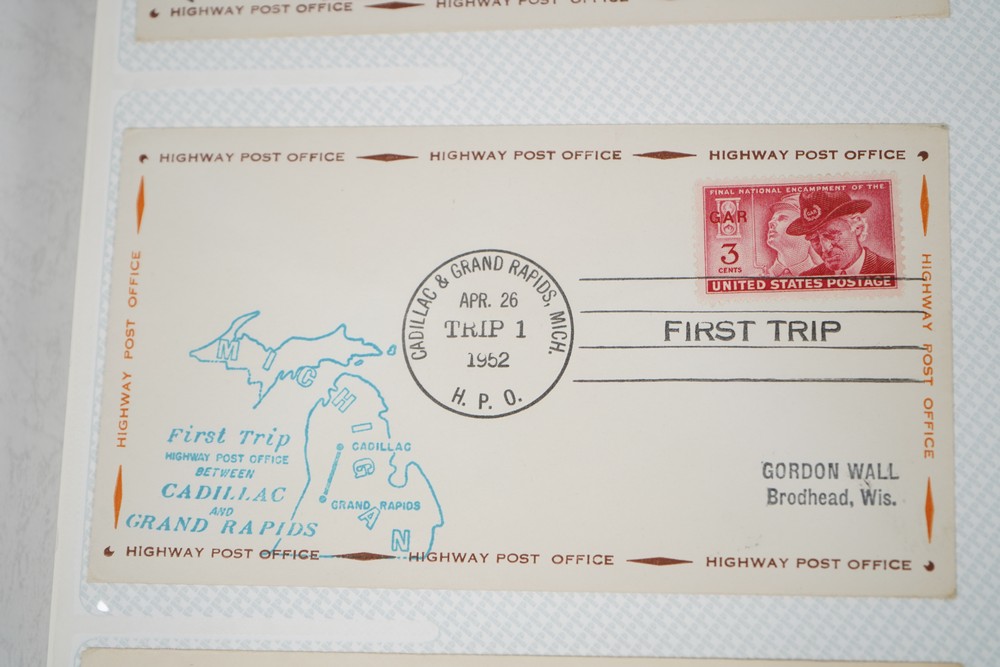 HIGHWAY POST OFFICE
HIGHWAY POST OFFICE
HIGHWAY POST OFFICE
HIGHWAY POST OFFICE
HIGHWAY POST OFFICE
HIGHWAY POST OFFICE
HIGHWAY POST OFFICE
FINAL NATIONAL ENCAMPMENT OF THE
GAR
GAR
3
CENTS
UNITED STATES POSTAGE
CADILLAC & GRAND RAPIDS, MICH.
APR. 26
TRIP 1
1952
H. P. O.
FIRST TRIP
MICHIGAN
CADILLAC
GRAND RAPIDS
First Trip
HIGHWAY POST OFFICE
BETWEEN
CADILLAC
AND
GRAND RAPIDS
GORDON WALL
Brodhead, Wis.
HIGHWAY POST OFFICE
HIGHWAY POST OFFICE
HIGHWAY POST OFFICE